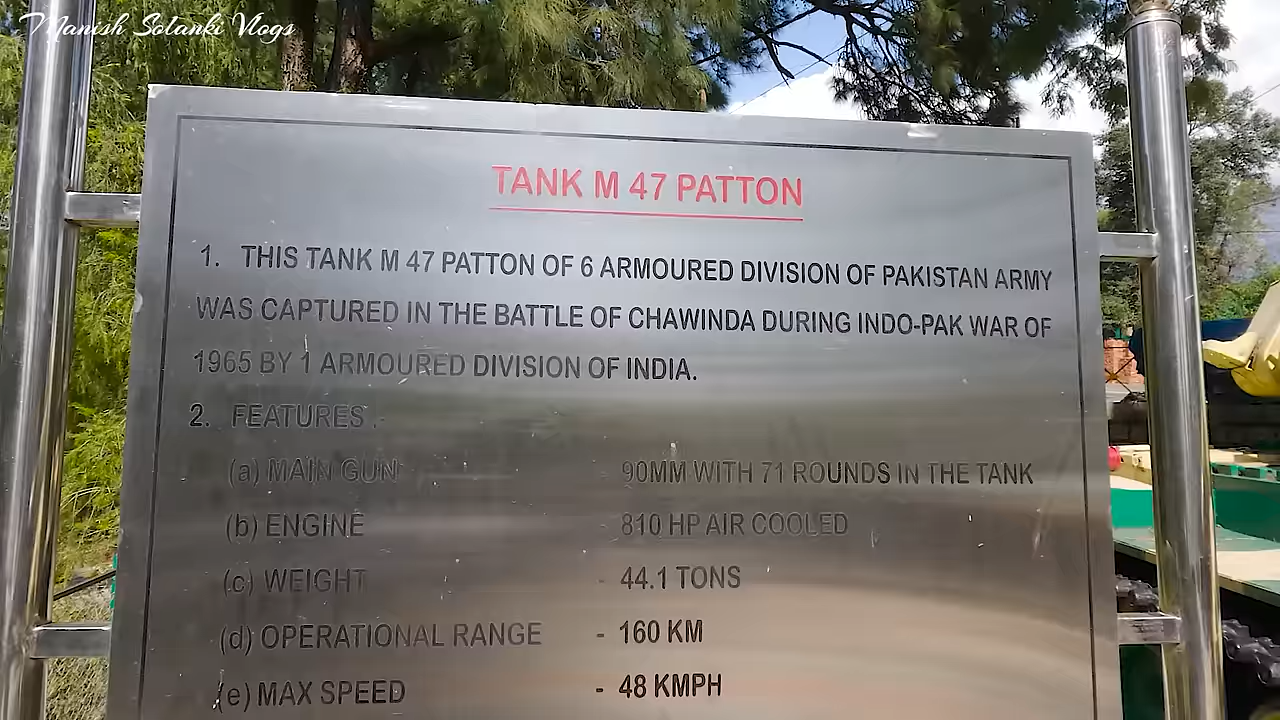 Manish Solanki Vlogs
TANK M 47 PATTON
1. THIS TANK M 47 PATTON OF 6 ARMOURED DIVISION OF PAKISTAN ARMY
WAS CAPTURED IN THE BATTLE OF CHAWINDA DURING INDO-PAK WAR OF
1965 BY 1 ARMOURED DIVISION OF INDIA.
2. FEATURES :-
(a) MAIN GUN - 90MM WITH 71 ROUNDS IN THE TANK
(b) ENGINE - 810 HP AIR COOLED
(c) WEIGHT - 44.1 TONS
(d) OPERATIONAL RANGE - 160 KM
(e) MAX SPEED - 48 KMPH